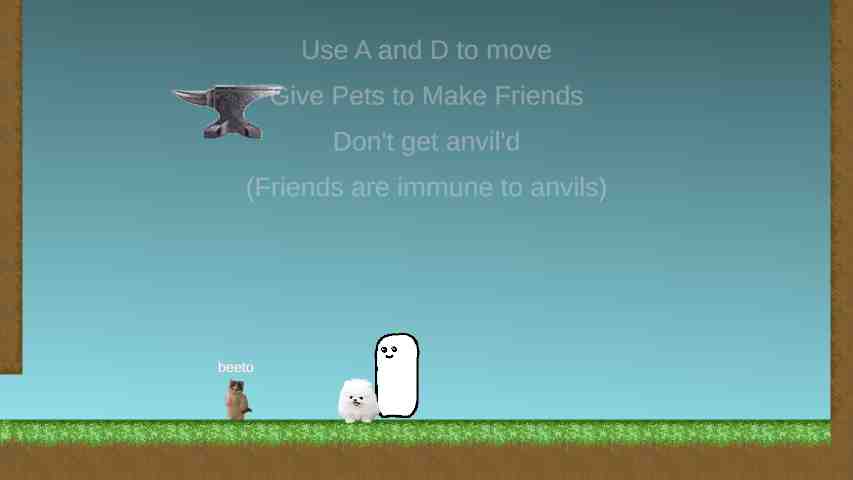 Use A and D to move
Give Pets to Make Friends
Don't get anvil'd
(Friends are immune to anvils)
beeto